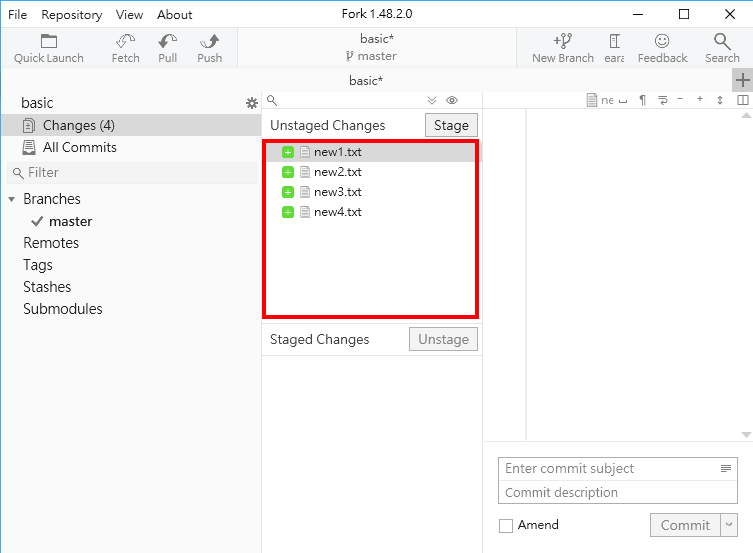 File Repository View About
Fork 1.48.2.0
Quick Launch
Fetch
Pull
Push
basic*
master
New Branch
Feedback
Search
basic*
basic
Changes (4)
All Commits
Filter
Branches
master
Remotes
Tags
Stashes
Submodules
Unstaged Changes
Stage
new1.txt
new2.txt
new3.txt
new4.txt
Staged Changes
Unstage
Enter commit subject
Commit description
Amend
Commit